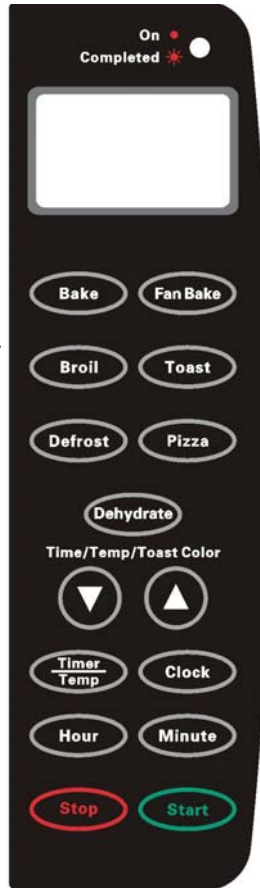 On
Completed
Bake Fan Bake
Broil Toast
Defrost Pizza
Dehydrate
Time/Temp/Toast Color
Timer Clock
Temp
Hour Minute
Stop Start